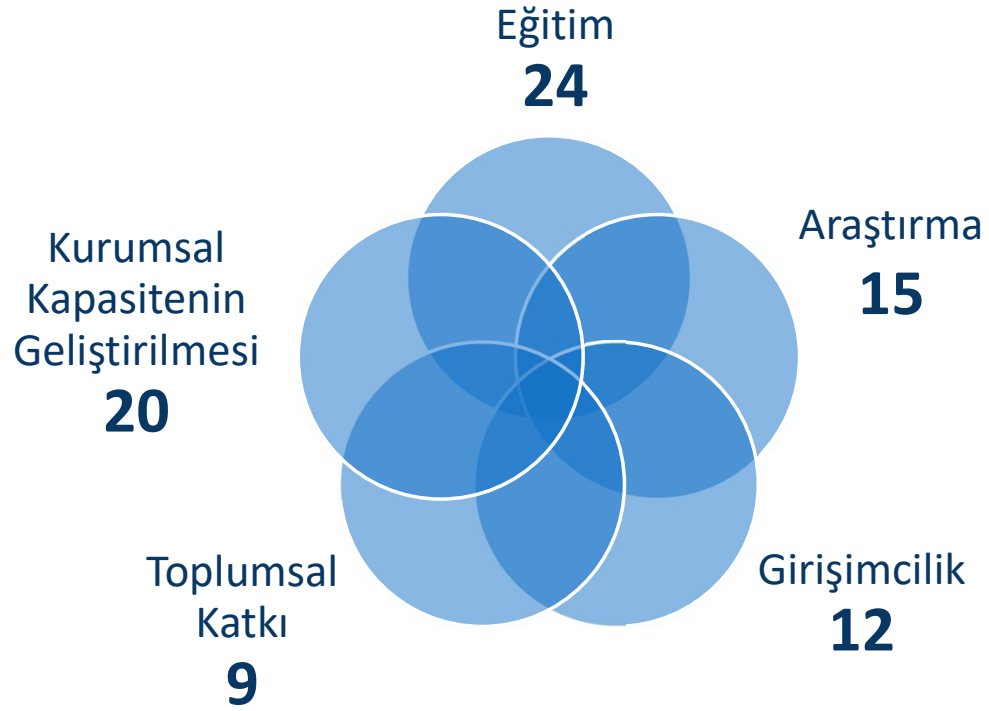 Eğitim
24
Araştırma
15
Girişimcilik
12
Toplumsal
Katkı
9
Kurumsal
Kapasitenin
Geliştirilmesi
20